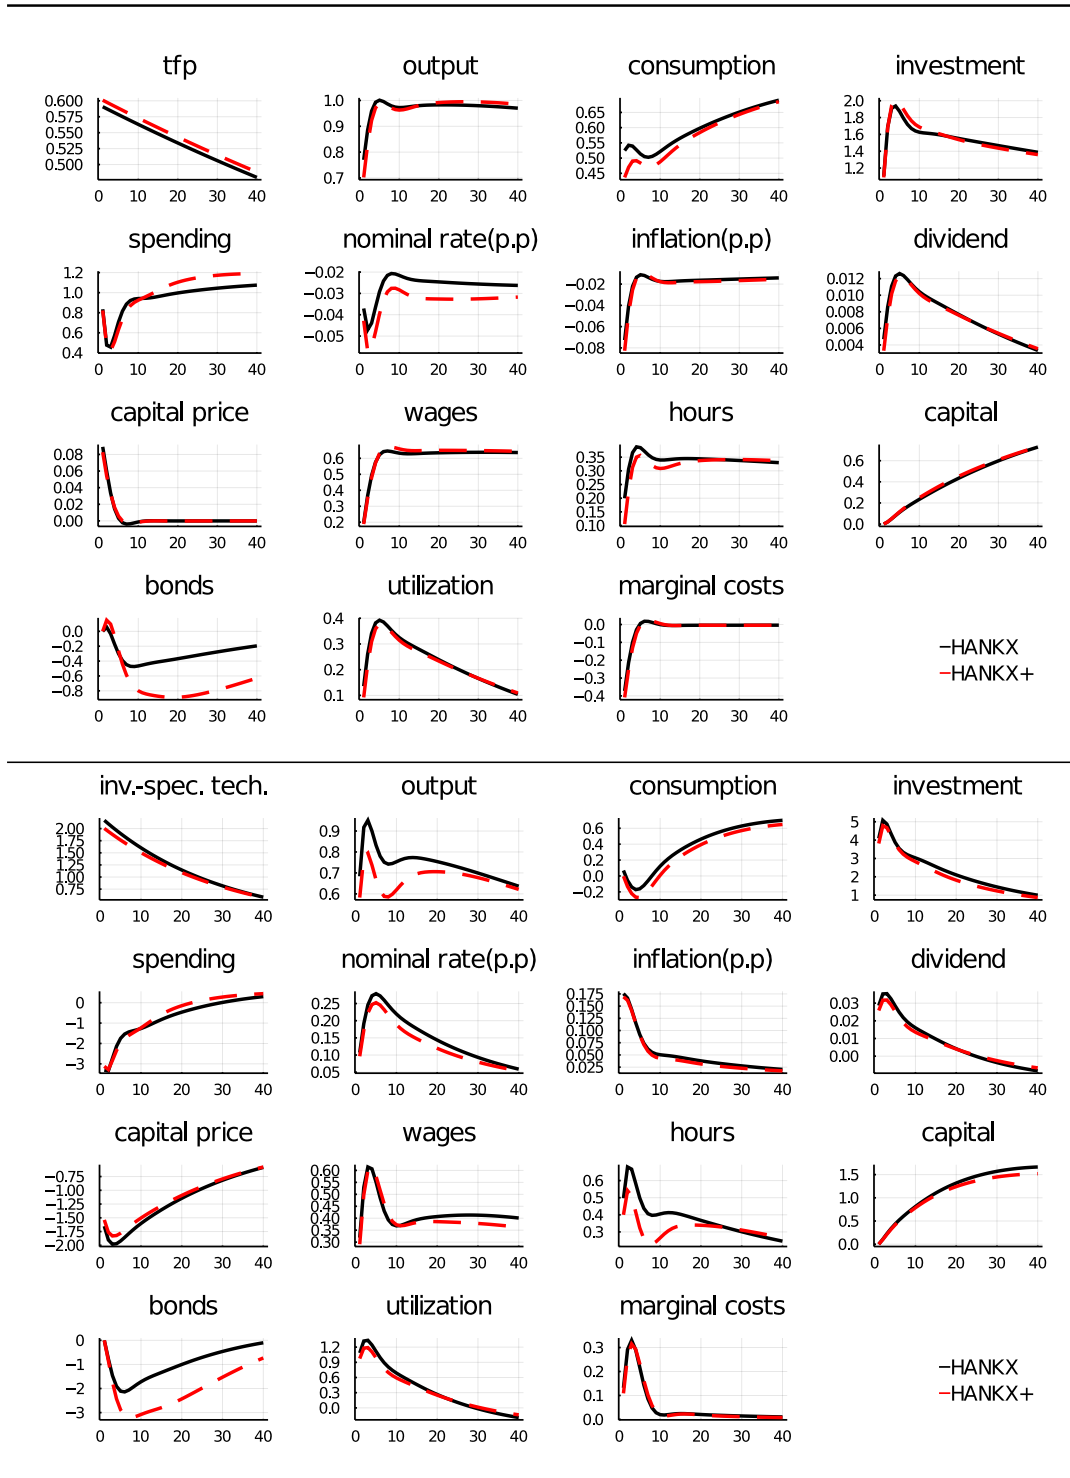 tfp output consumption investment
0.600 0.575 0.550 0.525 0.500 1.0 0.9 0.8 0.7 0.65 0.60 0.55 0.50 0.45 2.0 1.8 1.6 1.4 1.2
0 10 20 30 40 0 10 20 30 40 0 10 20 30 40 0 10 20 30 40
spending nominal rate(p.p) inflation(p.p) dividend
1.2 1.0 0.8 0.6 0.4 −0.02 −0.03 −0.04 −0.05 −0.02 −0.04 −0.06 −0.08 0.012 0.010 0.008 0.006 0.004
0 10 20 30 40 0 10 20 30 40 0 10 20 30 40 0 10 20 30 40
capital price wages hours capital
0.08 0.06 0.04 0.02 0.00 0.6 0.5 0.4 0.3 0.2 0.35 0.30 0.25 0.20 0.15 0.10 0.6 0.4 0.2 0.0
0 10 20 30 40 0 10 20 30 40 0 10 20 30 40 0 10 20 30 40
bonds utilization marginal costs
0.0 −0.2 −0.4 −0.6 −0.8 0.4 0.3 0.2 0.1 0.0 −0.1 −0.2 −0.3 −0.4
HANKX
HANKX+
0 10 20 30 40 0 10 20 30 40 0 10 20 30 40
inv.-spec. tech. output consumption investment
2.00 1.75 1.50 1.25 1.00 0.75 0.9 0.8 0.7 0.6 0.6 0.4 0.2 0.0 −0.2 5 4 3 2 1
0 10 20 30 40 0 10 20 30 40 0 10 20 30 40 0 10 20 30 40
spending nominal rate(p.p) inflation(p.p) dividend
0 −1 −2 −3 0.25 0.20 0.15 0.10 0.05 0.175 0.150 0.125 0.100 0.075 0.050 0.025 0.03 0.02 0.01 0.00
0 10 20 30 40 0 10 20 30 40 0 10 20 30 40 0 10 20 30 40
capital price wages hours capital
−0.75 −1.00 −1.25 −1.50 −1.75 −2.00 0.60 0.55 0.50 0.45 0.40 0.35 0.30 0.6 0.5 0.4 0.3 1.5 1.0 0.5 0.0
0 10 20 30 40 0 10 20 30 40 0 10 20 30 40 0 10 20 30 40
bonds utilization marginal costs
0 −1 −2 −3 1.2 0.9 0.6 0.3 0.0 0.3 0.2 0.1 0.0
HANKX
HANKX+
0 10 20 30 40 0 10 20 30 40 0 10 20 30 40